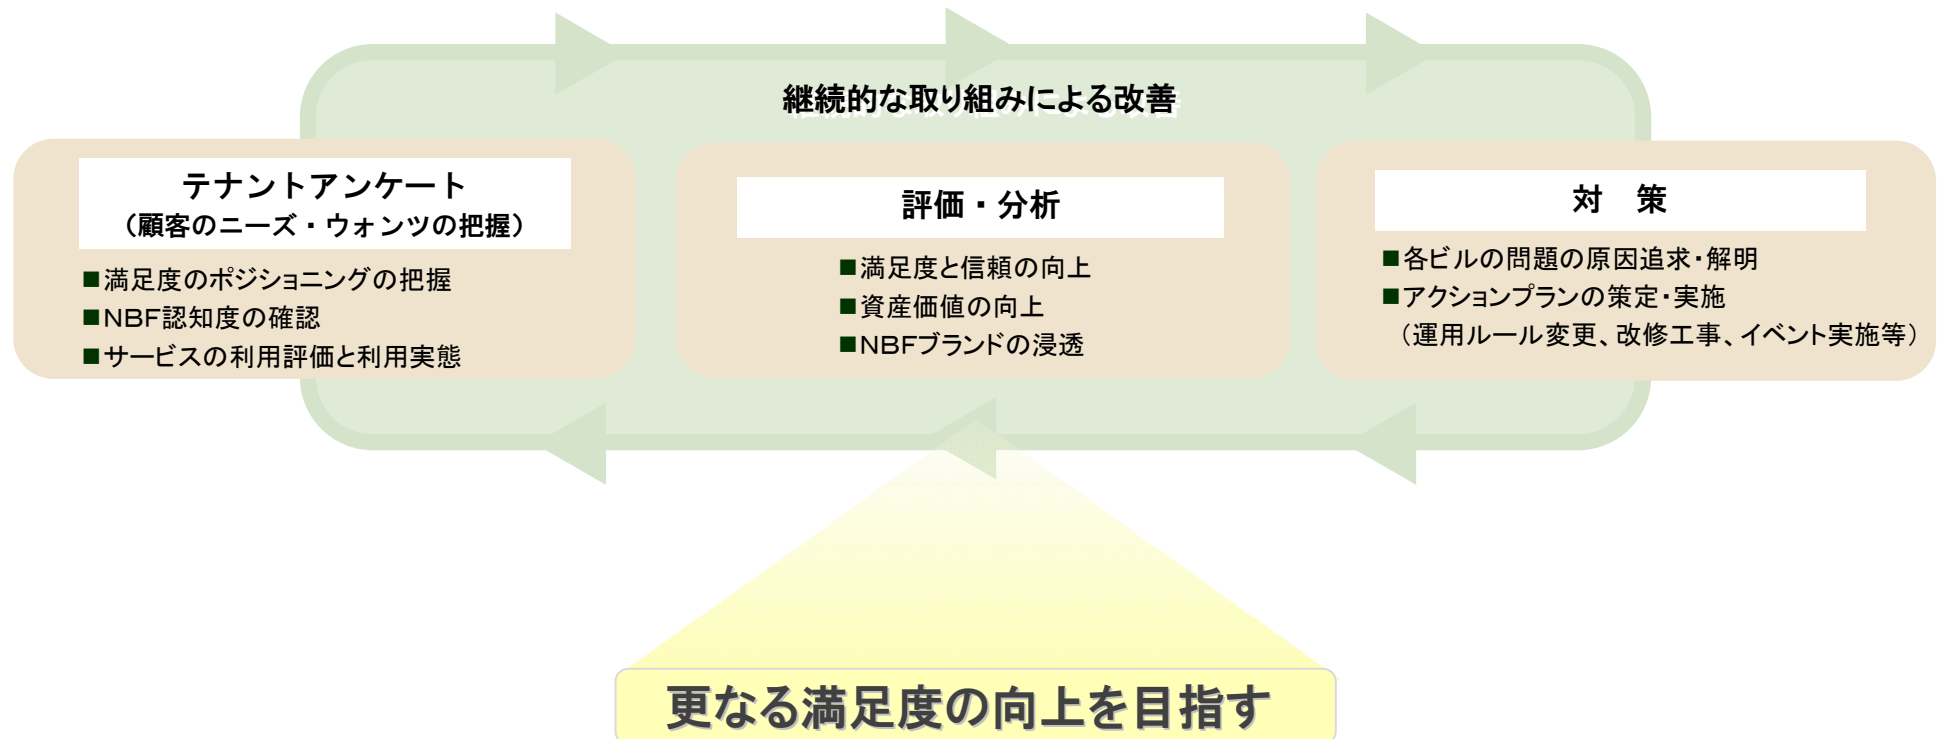 継続的な取り組みによる改善
テナントアンケート
（顧客のニーズ・ウォンツの把握）
■満足度のポジショニングの把握
■NBF認知度の確認
■サービスの利用評価と利用実態
評価・分析
■満足度と信頼の向上
■資産価値の向上
■NBFブランドの浸透
対　策
■各ビルの問題の原因追求・解明
■アクションプランの策定・実施
（運用ルール変更、改修工事、イベント実施等）
更なる満足度の向上を目指す